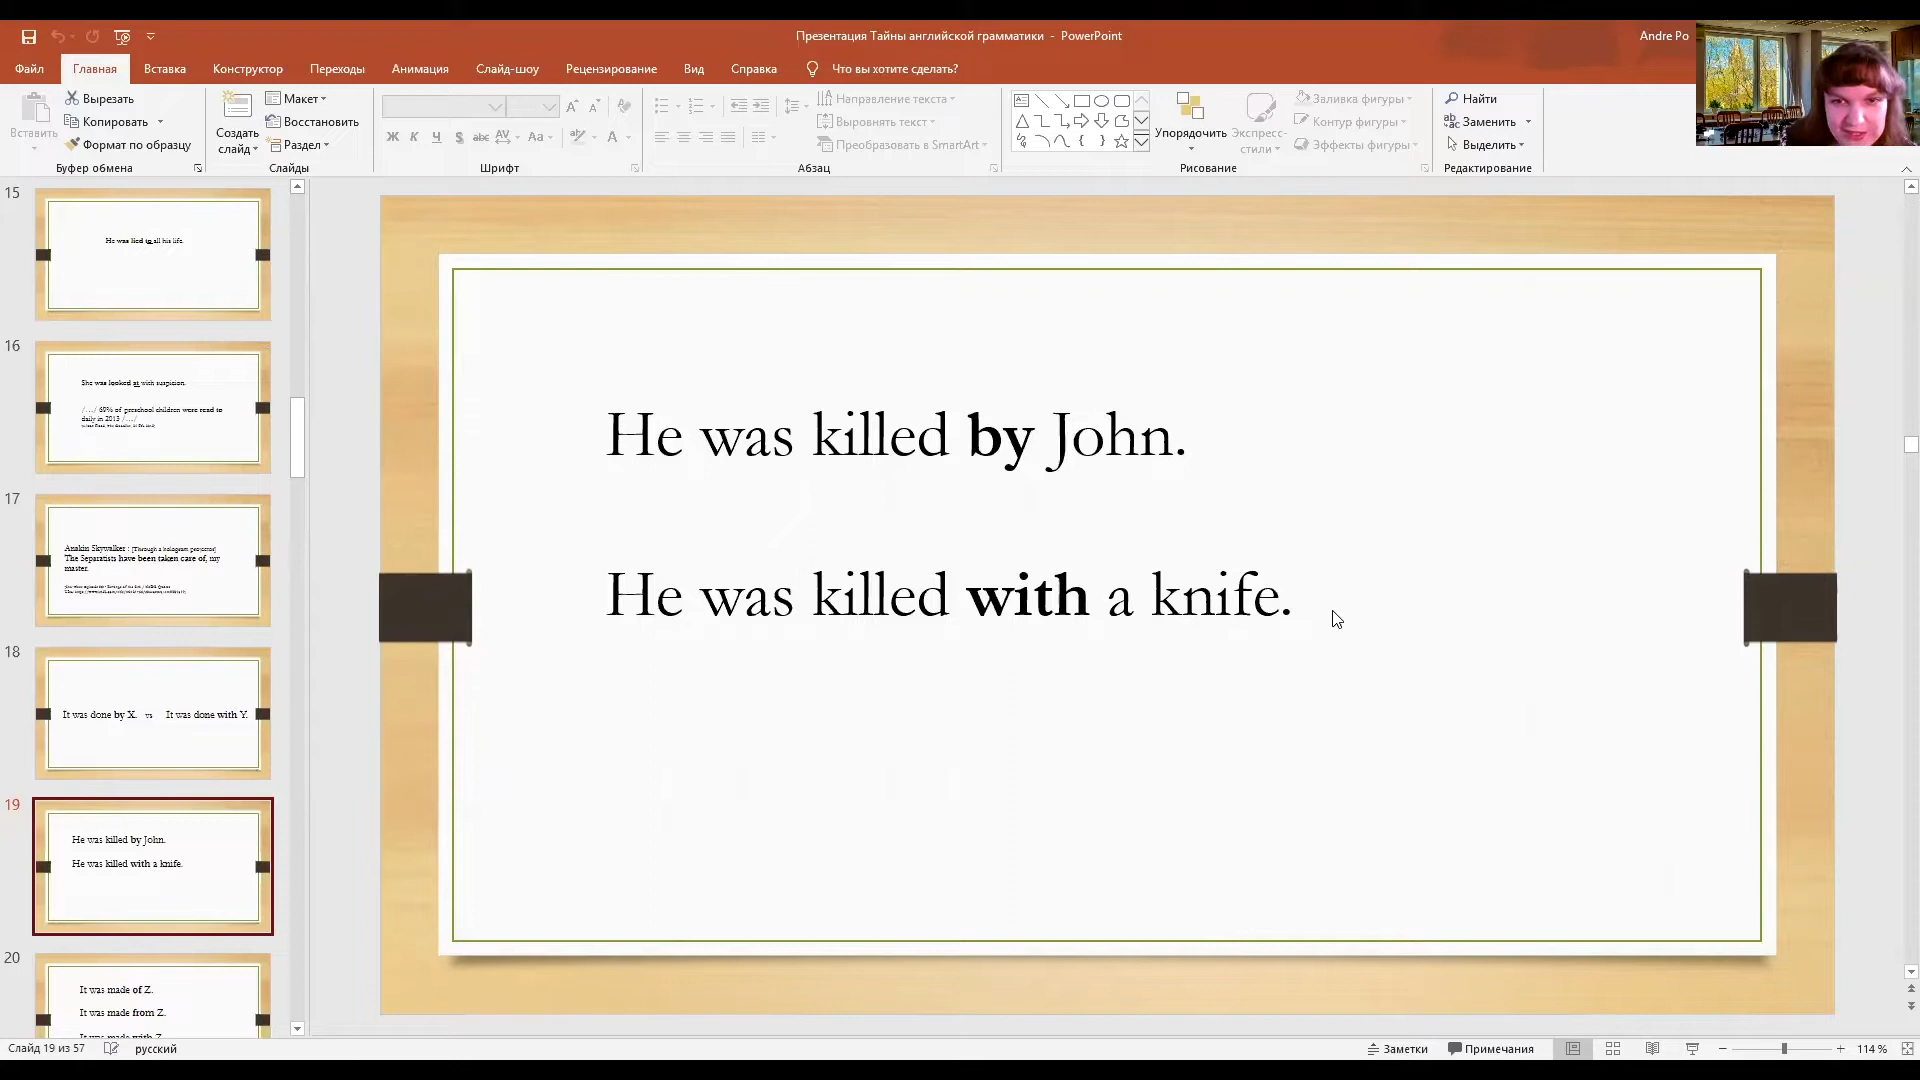 Презентация Тайны английской грамматики - PowerPoint
Andre Po
Файл Главная Вставка Конструктор Переходы Анимация Слайд-шоу Рецензирование Вид Справка Что вы хотите сделать?
Вставить
Вырезать
Копировать
Формат по образцу
Буфер обмена
Создать слайд
Макет
Восстановить
Раздел
Слайды
Ж К Ч S abc AV Aa A
Шрифт
Направление текста
Выровнять текст
Преобразовать в SmartArt
Абзац
Упорядочить
Экспресс-стили
Заливка фигуры
Контур фигуры
Эффекты фигуры
Рисование
Найти
Заменить
Выделить
Редактирование
15
He was lied to all his life.
16
She was looked at with suspicion.
/…/ 69% of preschool children were read to
daily in 2013 /…/
17
Anakin Skywalker : [Through a hologram projector]
The Separatists have been taken care of, my
master.
18
It was done by X. vs It was done with Y.
19
He was killed by John.
He was killed with a knife.
20
It was made of Z.
It was made from Z.
It was made with Z.
He was killed by John.
He was killed with a knife.
Слайд 19 из 57 русский
Заметки Примечания 114 %